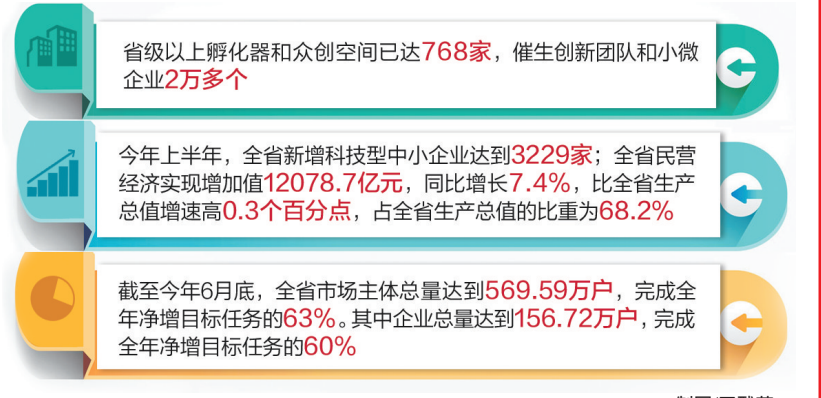 省级以上孵化器和众创空间已达768家，催生创新团队和小微
企业2万多个
今年上半年，全省新增科技型中小企业达到3229家；全省民营
经济实现增加值12078.7亿元，同比增长7.4%，比全省生产
总值增速高0.3个百分点，占全省生产总值的比重为68.2%
截至今年6月底，全省市场主体总量达到569.59万户，完成全
年净增目标任务的63%。其中企业总量达到156.72万户，完成
全年净增目标任务的60%